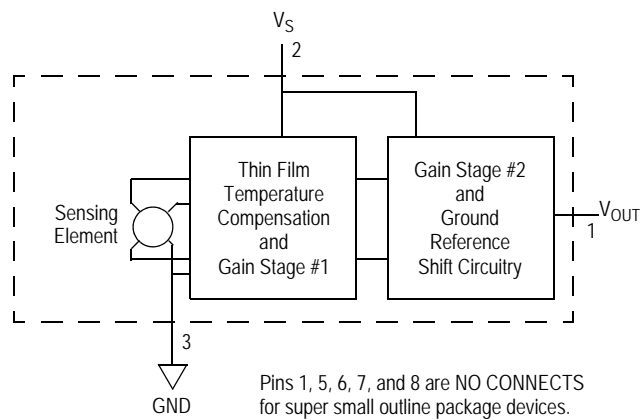 VS
2
Thin Film
Temperature
Compensation
and
Gain Stage #1
Gain Stage #2
and
Ground
Reference
Shift Circuitry
Sensing
Element
VOUT
1
3
GND
Pins 1, 5, 6, 7, and 8 are NO CONNECTS
for super small outline package devices.